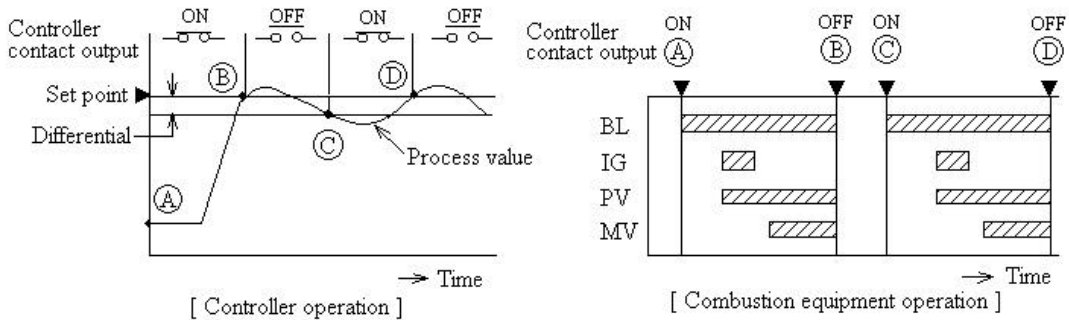 Controller
contact output
ON
OFF
ON
OFF
B
D
Set point
Differential
C
Process value
A
Time
[ Controller operation ]
Controller
contact output
ON
A
OFF
B
ON
C
OFF
D
BL
IG
PV
MV
Time
[ Combustion equipment operation ]